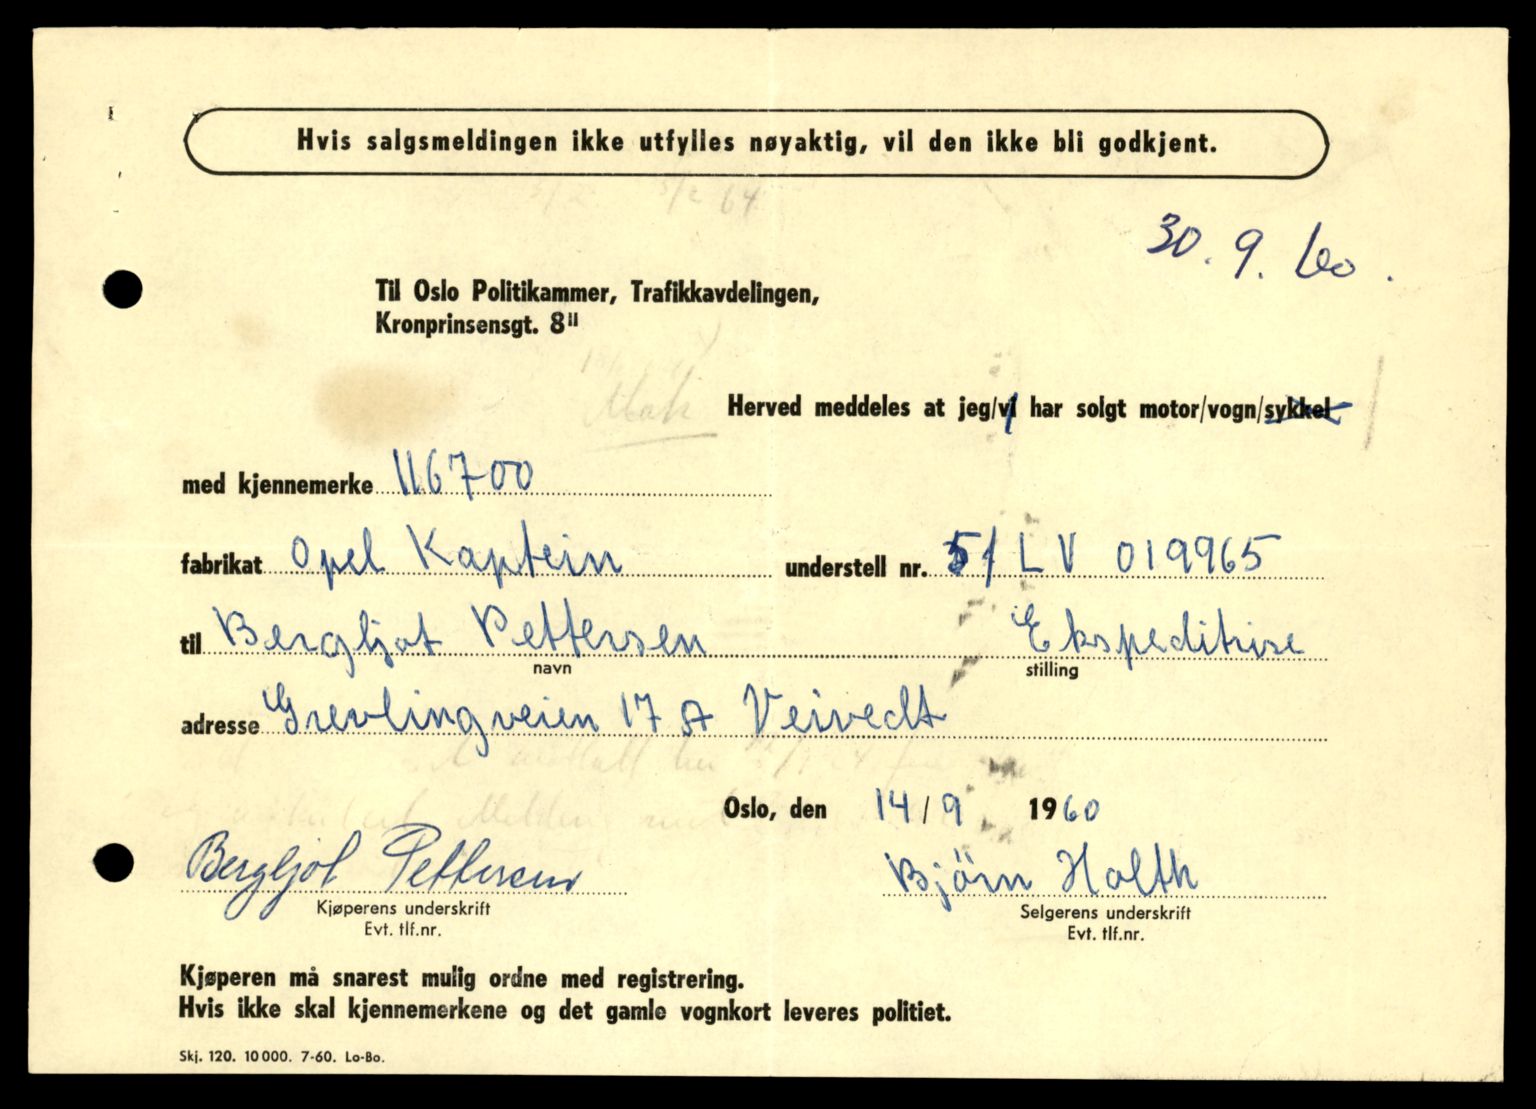 Hvis salgsmeldingen ikke utfylles nøyaktig, vil den ikke bli godkjent.
5/2 64
30. 9. 60.
Til Oslo Politikammer, Trafikkavdelingen,
Kronprinsensgt. 8II
Herved meddeles at jeg/vi har solgt motor/vogn/sykkel
med kjennemerke 116700
fabrikat Opel Kaptein understell nr. 5/ LV 019965
til Bergljot Pettersen Ekspeditrise
navn stilling
adresse Grevlingveien 17 A Veivedt
Oslo, den 14/9 1960
Bergljot Pettersen Bjørn Holth
Kjøperens underskrift Selgerens underskrift
Evt. tlf.nr. Evt. tlf.nr.
Kjøperen må snarest mulig ordne med registrering.
Hvis ikke skal kjennemerkene og det gamle vognkort leveres politiet.
Skj. 120. 10 000. 7-60. Lo-Bo.